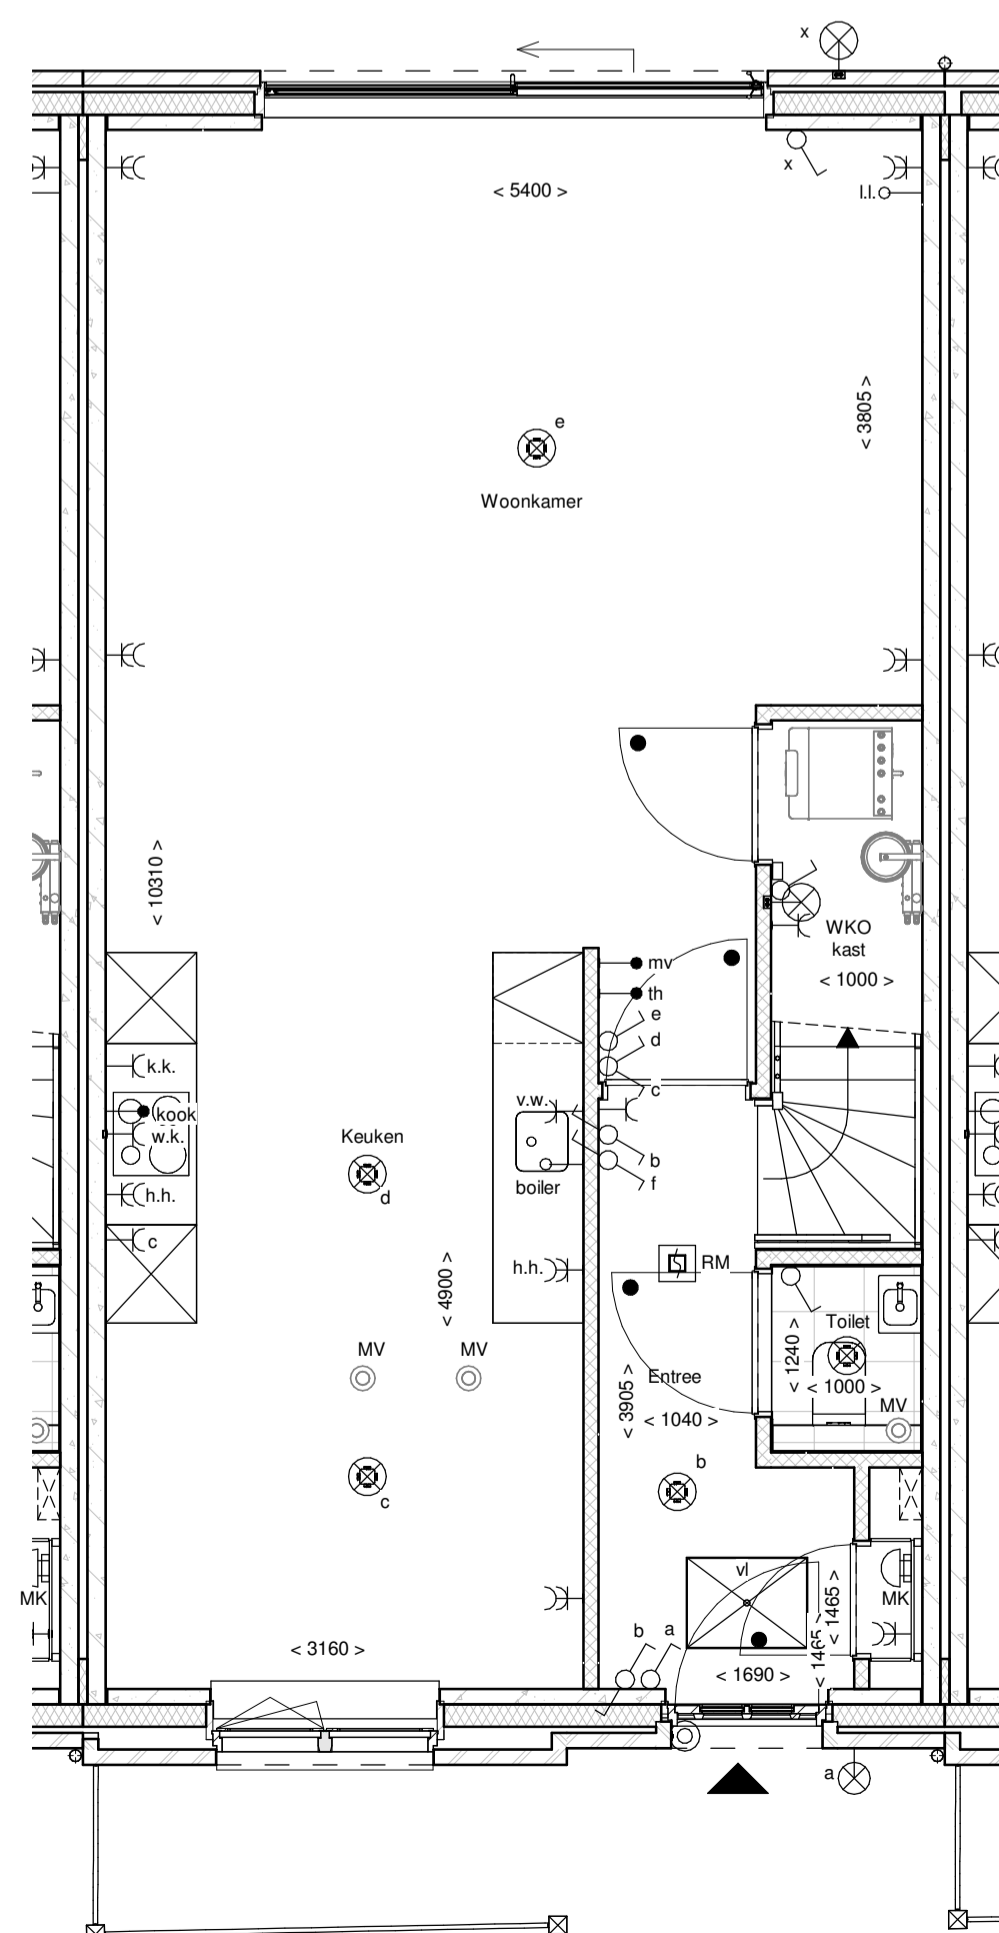 x
x
< 5400 >
l.l.
< 3805 >
e
Woonkamer
< 10310 >
WKO
kast
< 1000 >
mv
th
e
d
c
k.k.
kook
w.k.
h.h.
c
v.w.
boiler
h.h.
Keuken
d
b
f
RM
< 4900 >
Toilet
< 1240 >
< 1000 >
MV
MV
MV
Entree
< 3905 >
< 1040 >
b
c
vl
MK
MK
< 1465 >
< 1465 >
< 1690 >
b
a
< 3160 >
a